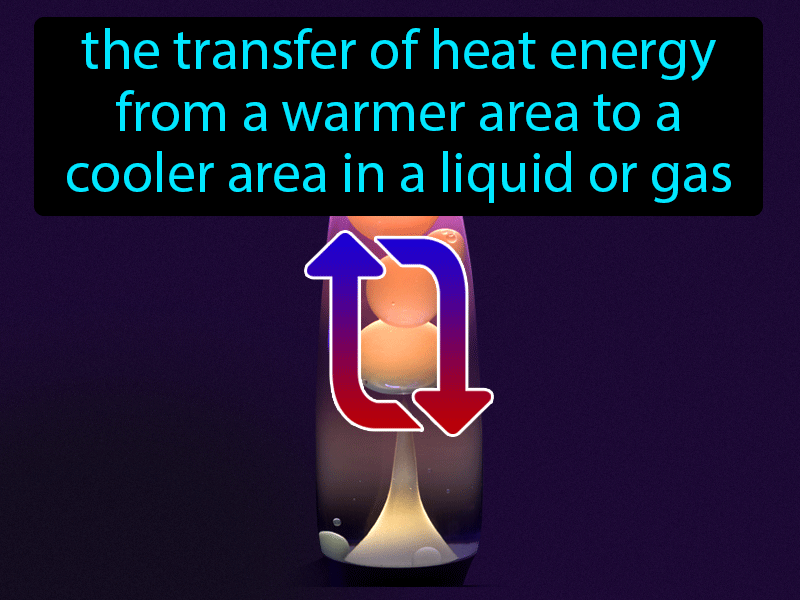 the transfer of heat energy
from a warmer area to a
cooler area in a liquid or gas